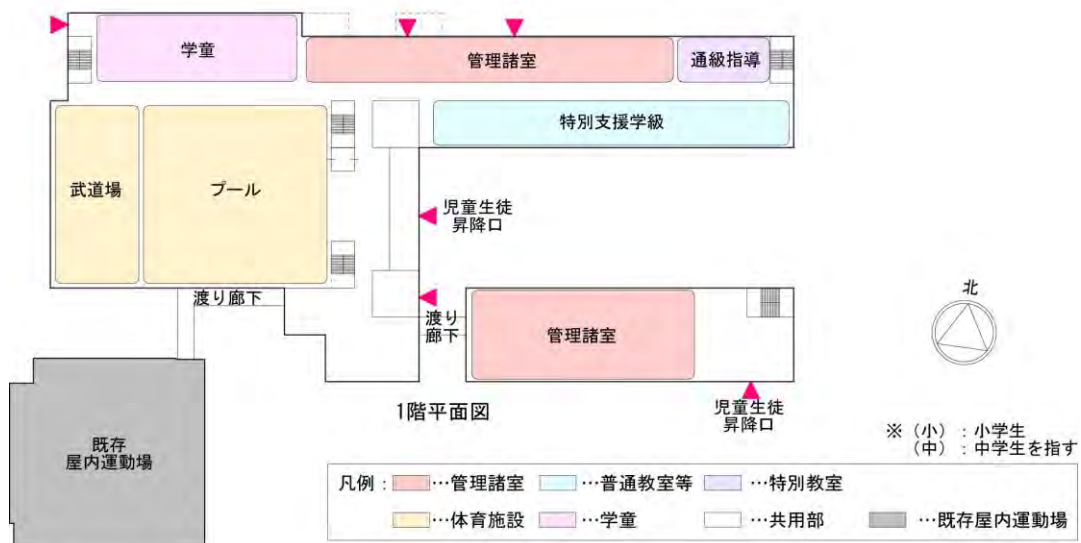 学童
管理諸室
通級指導
特別支援学級
武道場
プール
児童生徒
昇降口
渡り廊下
北
渡り
廊下
管理諸室
1階平面図
児童生徒
昇降口
既存
屋内運動場
※(小):小学生
(中):中学生を指す
凡例: …管理諸室 …普通教室等 …特別教室
…体育施設 …学童 …共用部 …既存屋内運動場